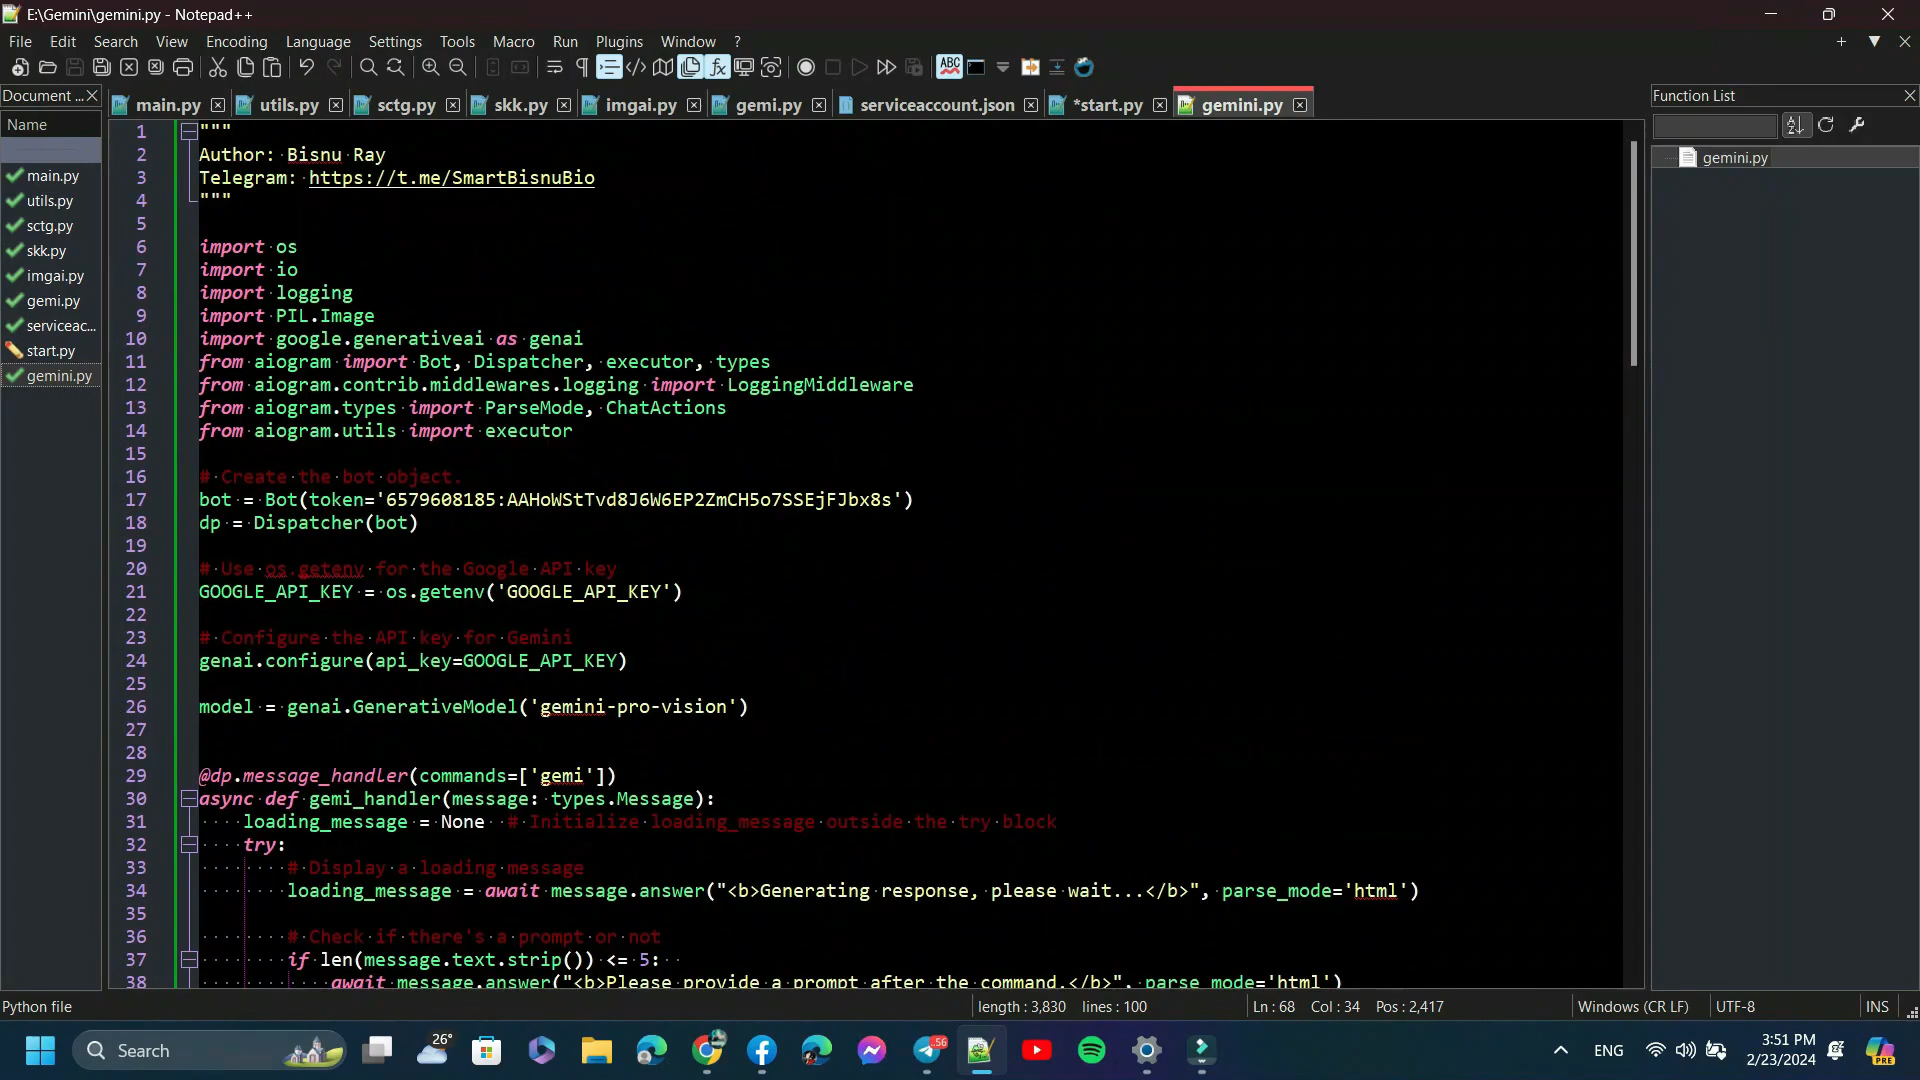 E:\Gemini\gemini.py - Notepad++
File Edit Search View Encoding Language Settings Tools Macro Run Plugins Window ?
Document ... main.py utils.py sctg.py skk.py imgai.py gemi.py serviceaccount.json *start.py gemini.py Function List
Name
main.py
utils.py
sctg.py
skk.py
imgai.py
gemi.py
serviceac...
start.py
gemini.py
gemini.py
1 """
2 Author: Bisnu Ray
3 Telegram: https://t.me/SmartBisnuBio
4 """
5
6 import os
7 import io
8 import logging
9 import PIL.Image
10 import google.generativeai as genai
11 from aiogram import Bot, Dispatcher, executor, types
12 from aiogram.contrib.middlewares.logging import LoggingMiddleware
13 from aiogram.types import ParseMode, ChatActions
14 from aiogram.utils import executor
15
16 # Create the bot object.
17 bot = Bot(token='6579608185:AAHoWStTvd8J6W6EP2ZmCH5o7SSEjFJbx8s')
18 dp = Dispatcher(bot)
19
20 # Use os.getenv for the Google API key
21 GOOGLE_API_KEY = os.getenv('GOOGLE_API_KEY')
22
23 # Configure the API key for Gemini
24 genai.configure(api_key=GOOGLE_API_KEY)
25
26 model = genai.GenerativeModel('gemini-pro-vision')
27
28
29 @dp.message_handler(commands=['gemi'])
30 async def gemi_handler(message: types.Message):
31 loading_message = None # Initialize loading_message outside the try block
32 try:
33 # Display a loading message
34 loading_message = await message.answer("<b>Generating response, please wait...</b>", parse_mode='html')
35
36 # Check if there's a prompt or not
37 if len(message.text.strip()) <= 5:
38 await message.answer("<b>Please provide a prompt after the command.</b>", parse_mode='html')
Python file length : 3,830 lines : 100 Ln : 68 Col : 34 Pos : 2,417 Windows (CR LF) UTF-8 INS
Search 26° .56 ENG 3:51 PM
2/23/2024
PRE